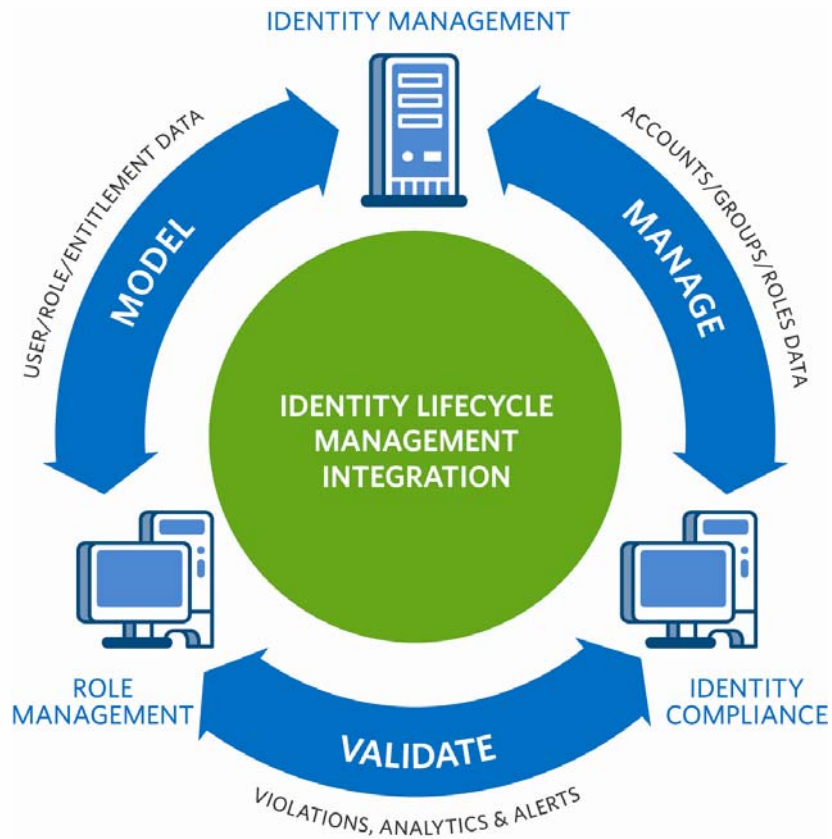 IDENTITY MANAGEMENT
USER/ROLE/ENTITLEMENT DATA
MODEL
ACCOUNTS/GROUPS/ROLES DATA
MANAGE
IDENTITY LIFECYCLE
MANAGEMENT
INTEGRATION
ROLE
MANAGEMENT
IDENTITY
COMPLIANCE
VALIDATE
VIOLATIONS, ANALYTICS & ALERTS